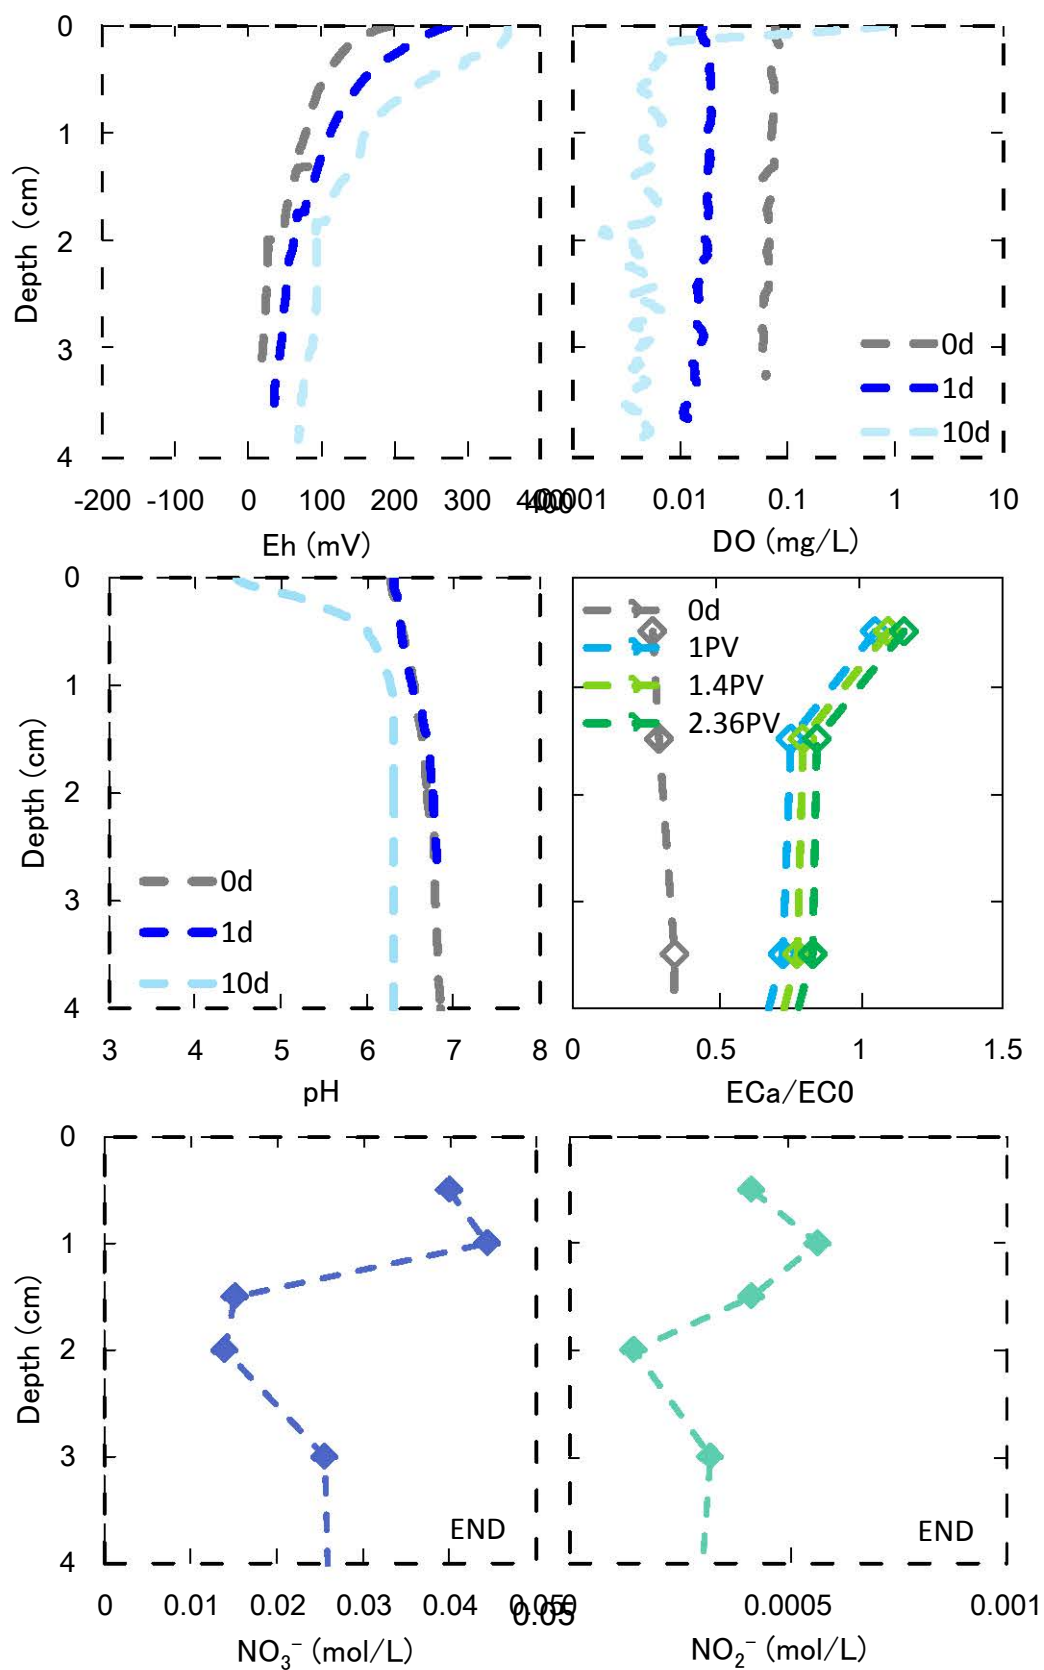 0
1
2
3
4
Depth (cm)
-200 -100 0 100 200 300 400
Eh (mV)
0.001 0.01 0.1 1 10
DO (mg/L)
0d
1d
10d
0
1
2
3
4
Depth (cm)
0d
1d
10d
3 4 5 6 7 8
pH
0d
1PV
1.4PV
2.36PV
0 0.5 1 1.5
ECa/EC0
0
1
2
3
4
Depth (cm)
END
0 0.01 0.02 0.03 0.04 0.05
NO₃⁻ (mol/L)
END
0 0.0005 0.001
NO₂⁻ (mol/L)